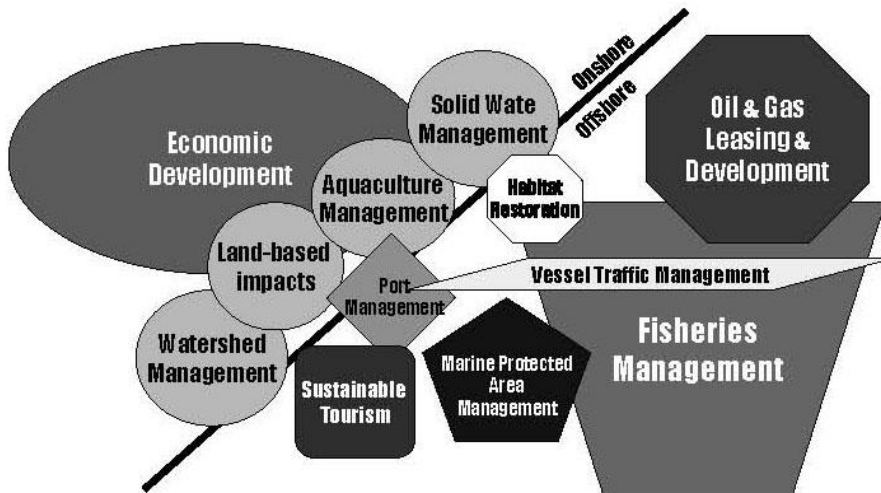 Onshore
Offshore
Solid Wate
Management
Oil & Gas
Leasing &
Development
Economic
Development
Aquaculture
Management
Habitat
Restoration
Land-based
impacts
Port
Management
Vessel Traffic Management
Watershed
Management
Fisheries
Management
Sustainable
Tourism
Marine Protected
Area
Management